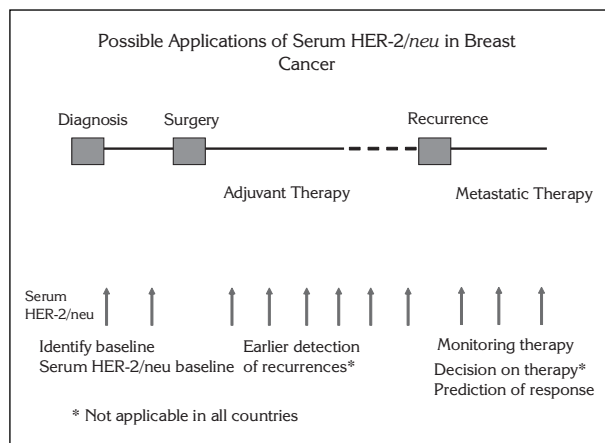 Possible Applications of Serum HER-2/neu in Breast
Cancer
Diagnosis
Surgery
Recurrence
Adjuvant Therapy
Metastatic Therapy
Serum
HER-2/neu
Identify baseline
Serum HER-2/neu baseline
Earlier detection
of recurrences*
Monitoring therapy
Decision on therapy*
Prediction of response
* Not applicable in all countries